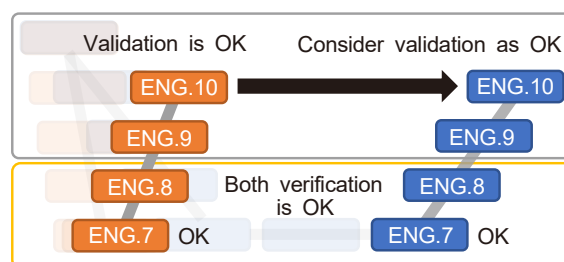 Validation is OK
Consider validation as OK
ENG.10
ENG.10
ENG.9
ENG.9
ENG.8
Both verification
is OK
ENG.8
ENG.7 OK
ENG.7 OK